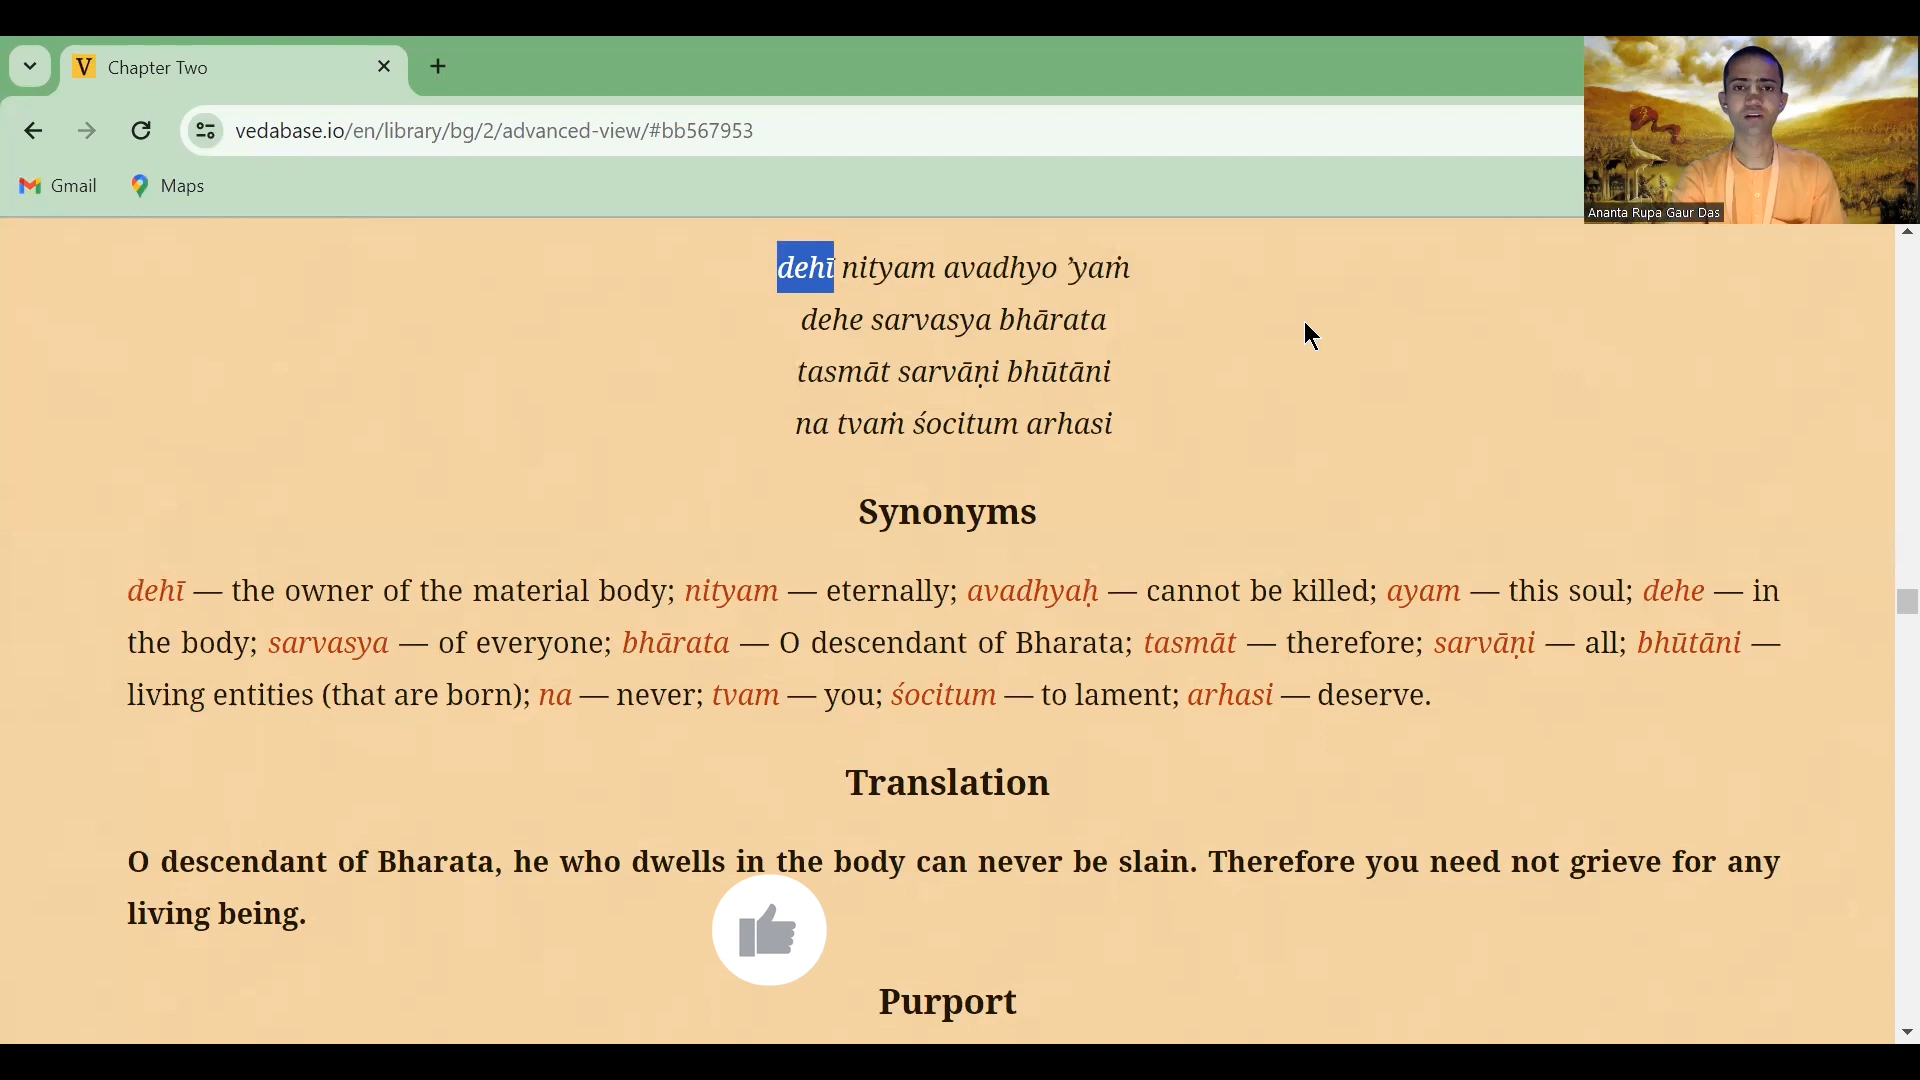 V Chapter Two
vedabase.io/en/library/bg/2/advanced-view/#bb567953
Gmail Maps
Ananta Rupa Gaur Das
dehī nityam avadhyo ’yaṁ
dehe sarvasya bhārata
tasmāt sarvāṇi bhūtāni
na tvaṁ śocitum arhasi
Synonyms
dehī — the owner of the material body; nityam — eternally; avadhyaḥ — cannot be killed; ayam — this soul; dehe — in
the body; sarvasya — of everyone; bhārata — O descendant of Bharata; tasmāt — therefore; sarvāṇi — all; bhūtāni —
living entities (that are born); na — never; tvam — you; śocitum — to lament; arhasi — deserve.
Translation
O descendant of Bharata, he who dwells in the body can never be slain. Therefore you need not grieve for any
living being.
Purport